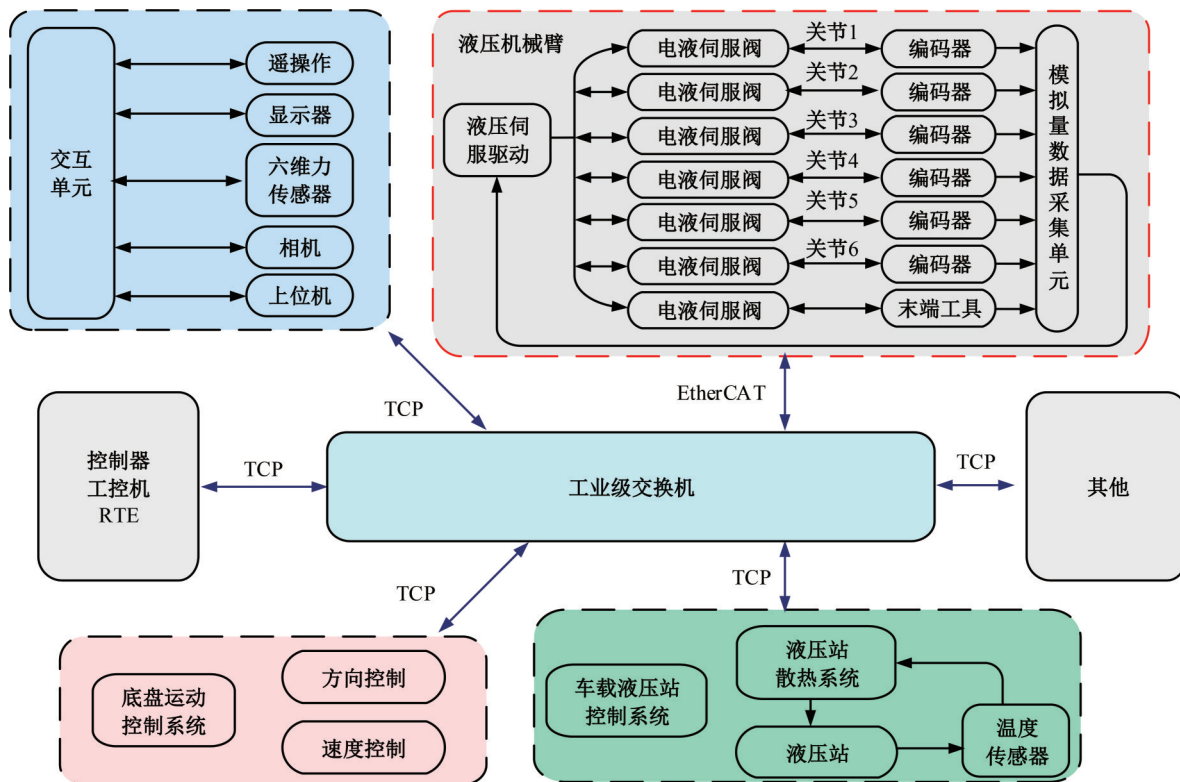 交互
单元
遥操作
显示器
六维力
传感器
相机
上位机
液压机械臂
液压伺
服驱动
电液伺服阀
关节1
编码器
电液伺服阀
关节2
编码器
电液伺服阀
关节3
编码器
电液伺服阀
关节4
编码器
电液伺服阀
关节5
编码器
电液伺服阀
关节6
编码器
电液伺服阀
末端工具
模拟量数据采集单元
TCP
EtherCAT
控制器
工控机
RTE
TCP
工业级交换机
TCP
其他
TCP
TCP
底盘运动
控制系统
方向控制
速度控制
车载液压站
控制系统
液压站
散热系统
液压站
温度
传感器